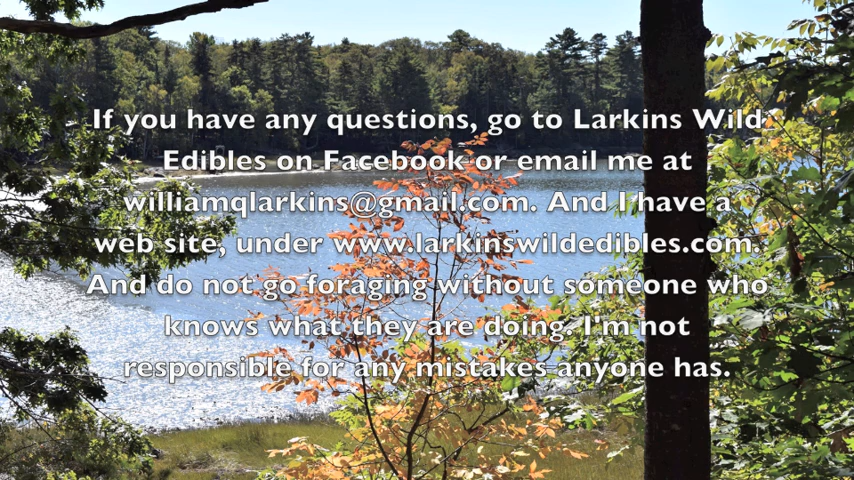 If you have any questions, go to Larkins Wild
Edibles on Facebook or email me at
williamqlarkins@gmail.com. And I have a
web site, under www.larkinswildedibles.com.
And do not go foraging without someone who
knows what they are doing. I'm not
responsible for any mistakes anyone has.